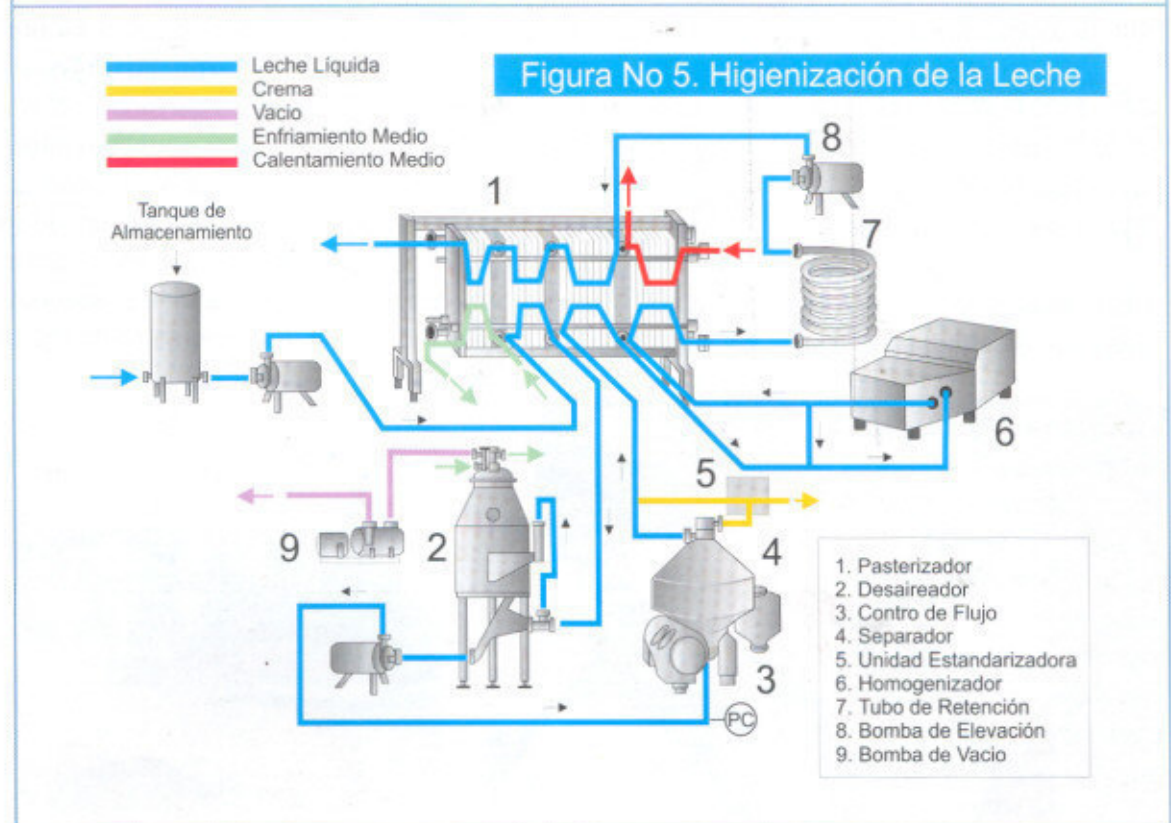 Leche Líquida
Crema
Vacio
Enfriamiento Medio
Calentamiento Medio
Figura No 5. Higienización de la Leche
8
1
Tanque de
Almacenamiento
7
6
5
9
2
4
3
PC
1. Pasterizador
2. Desaireador
3. Contro de Flujo
4. Separador
5. Unidad Estandarizadora
6. Homogenizador
7. Tubo de Retención
8. Bomba de Elevación
9. Bomba de Vacio